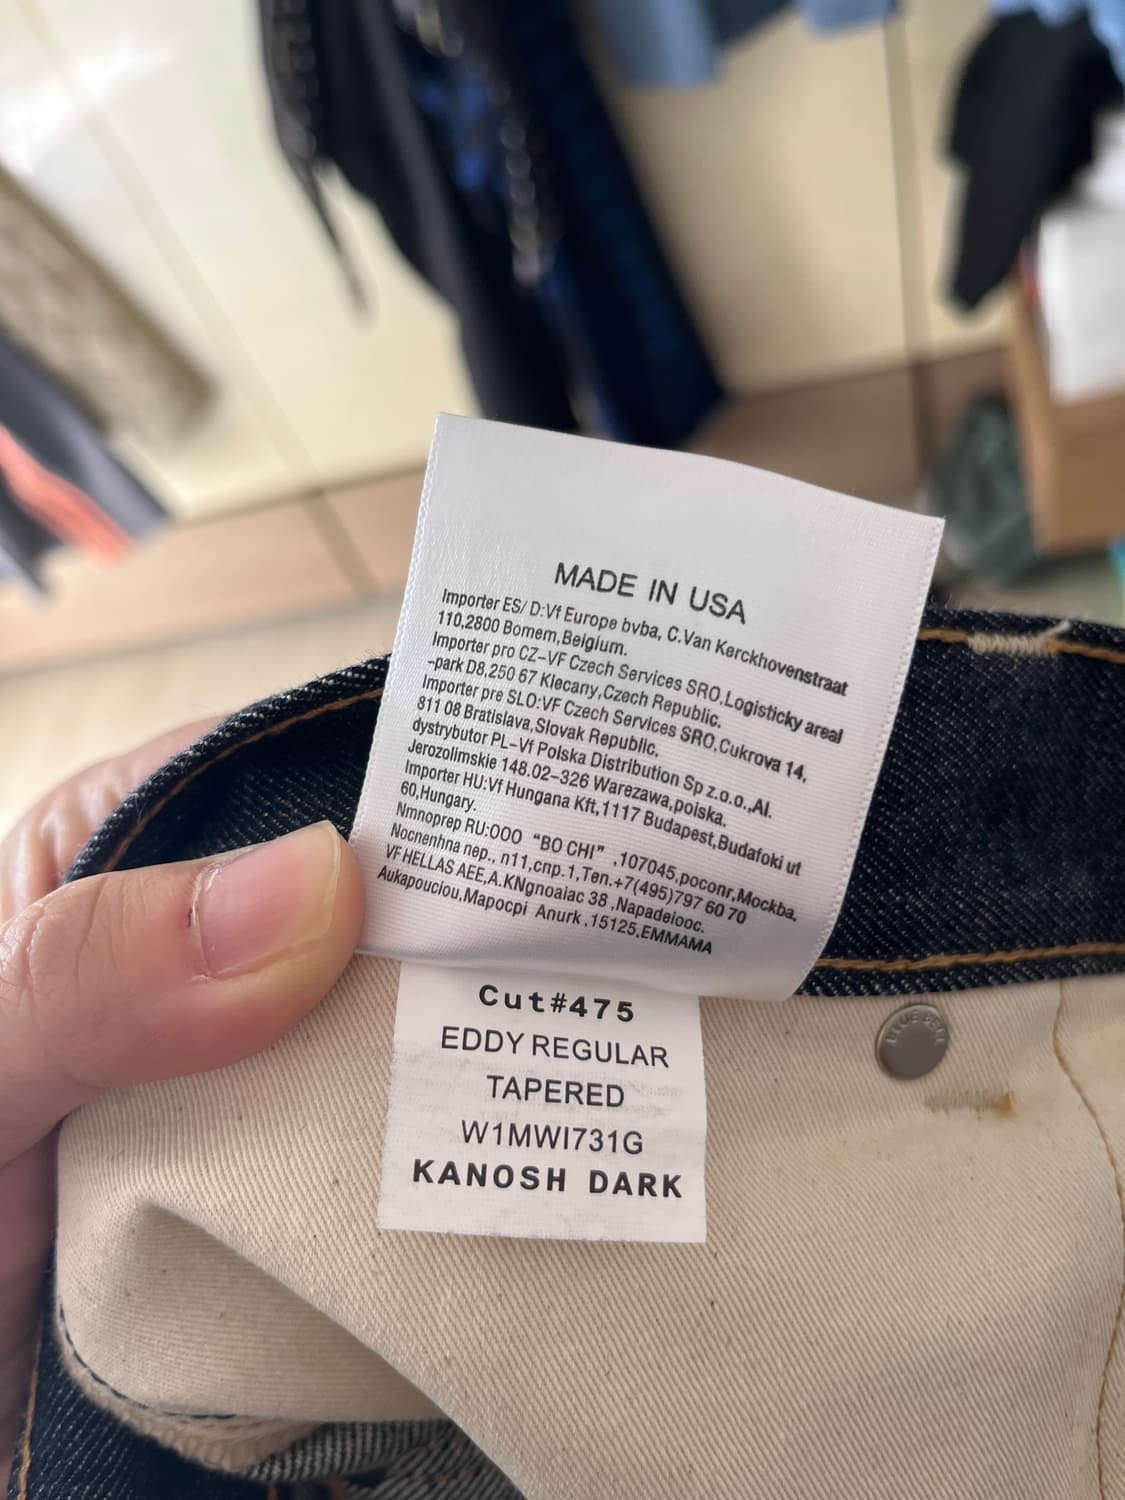 MADE IN USA
Importer ES/ D:Vf Europe bvba, C.Van Kerckhovenstraat
110,2800 Bomem,Belgium.
Importer pro CZ-VF Czech Services SRO,Logisticky areal
-park D8,250 67 Klecany,Czech Republic.
Importer pre SLO:VF Czech Services SRO,Cukrova 14,
811 08 Bratislava,Slovak Republic.
dystrybutor PL-Vf Polska Distribution Sp z.o.o.,Al.
Jerozolimskie 148.02-326 Warezawa,poiska.
Importer HU:Vf Hungana Kft,1117 Budapest,Budafoki ut
60,Hungary.
Nmnoprep RU:OOO "BO CHI" ,107045,poconr,Mockba,
Nocnenhna nep., n11,cnp.1,Ten.+7(495)797 60 70
VF HELLAS AEE,A.KNgnoaiac 38 ,Napadeiooc.
Aukapouciou,Mapocpi Anurk ,15125,EMMAMA
Cut#475
EDDY REGULAR
TAPERED
W1MWI731G
KANOSH DARK